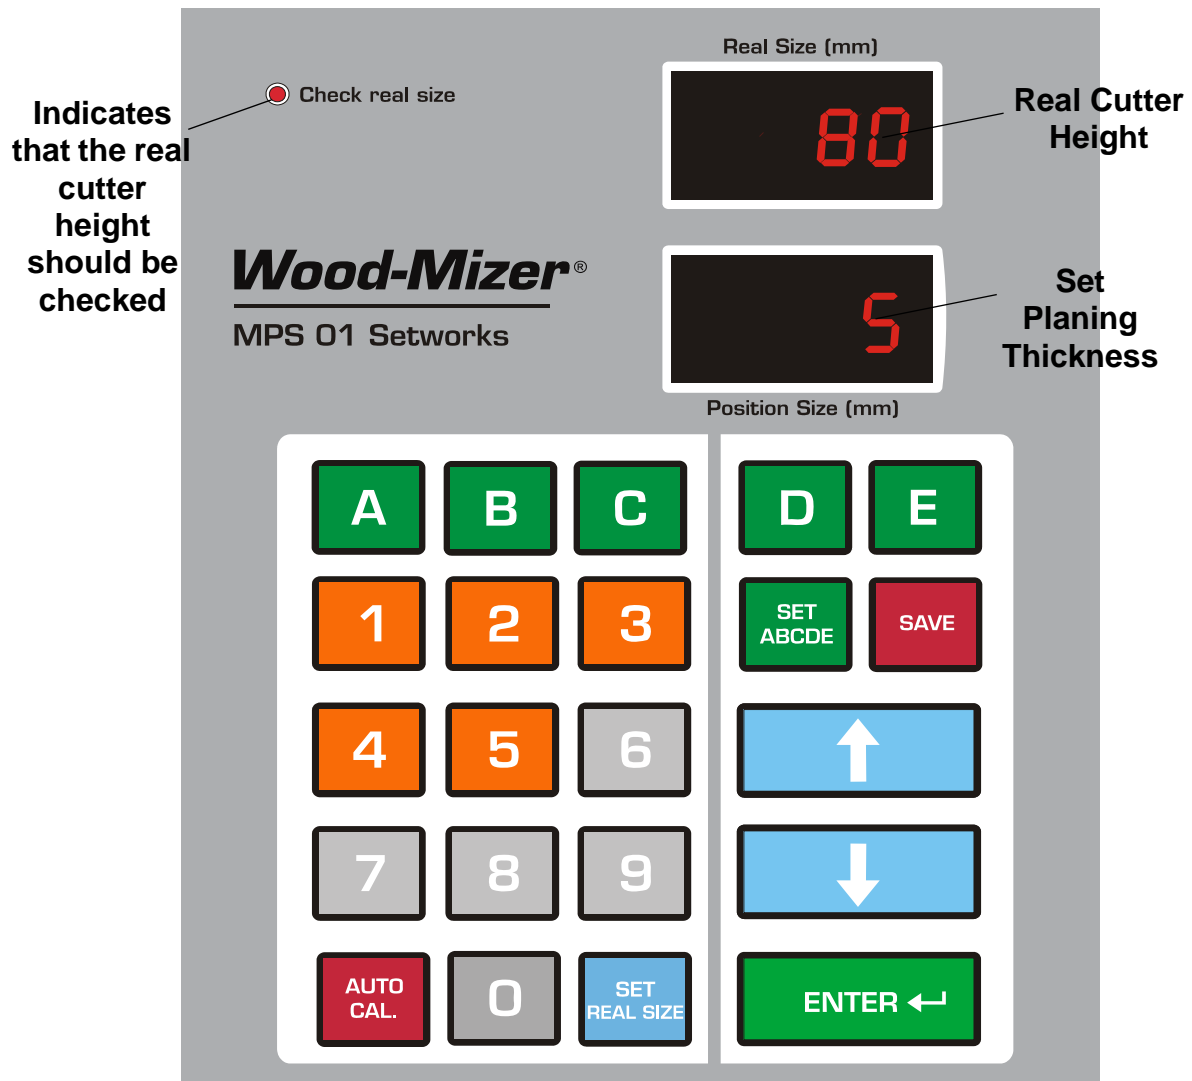 Real Size (mm)
Check real size
Indicates
that the real
cutter
height
should be
checked
80
Real Cutter
Height
Wood-Mizer®
MPS 01 Setworks
5
Set
Planing
Thickness
Position Size (mm)
A B C D E
1 2 3
SET
ABCDE
SAVE
4 5 6
7 8 9
AUTO
CAL.
0
SET
REAL SIZE
ENTER